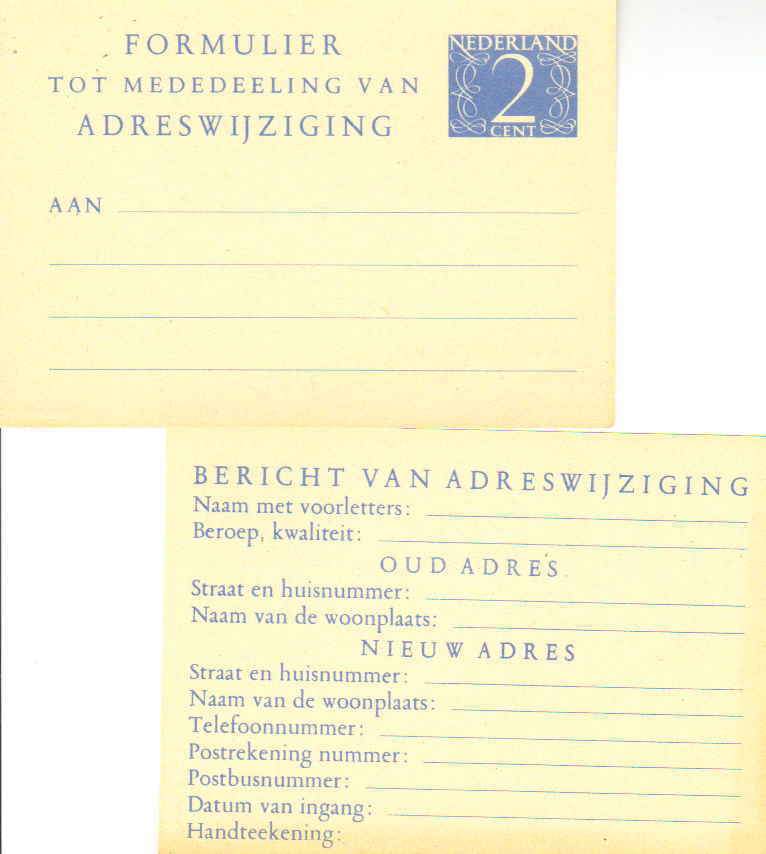 FORMULIER
TOT MEDEDEELING VAN
ADRESWIJZIGING
NEDERLAND
2
CENT
AAN
BERICHT VAN ADRESWIJZIGING
Naam met voorletters:
Beroep, kwaliteit:
OUD ADRES
Straat en huisnummer:
Naam van de woonplaats:
NIEUW ADRES
Straat en huisnummer:
Naam van de woonplaats:
Telefoonnummer:
Postrekening nummer:
Postbusnummer:
Datum van ingang:
Handteekening: